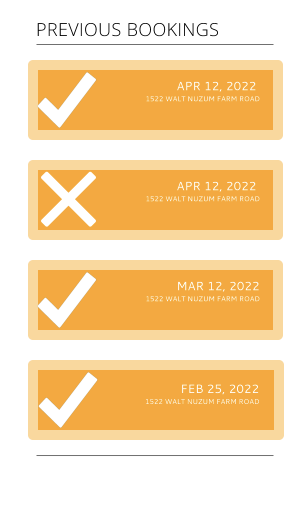 PREVIOUS BOOKINGS
APR 12, 2022
1522 WALT NUZUM FARM ROAD
APR 12, 2022
1522 WALT NUZUM FARM ROAD
MAR 12, 2022
1522 WALT NUZUM FARM ROAD
FEB 25, 2022
1522 WALT NUZUM FARM ROAD